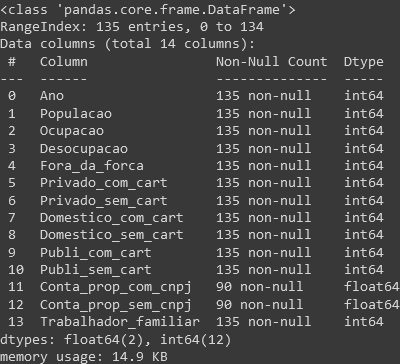 <class 'pandas.core.frame.DataFrame'>
RangeIndex: 135 entries, 0 to 134
Data columns (total 14 columns):
 #   Column               Non-Null Count  Dtype
---  ------               --------------  -----
 0   Ano                  135 non-null    int64
 1   Populacao            135 non-null    int64
 2   Ocupacao             135 non-null    int64
 3   Desocupacao          135 non-null    int64
 4   Fora_da_forca        135 non-null    int64
 5   Privado_com_cart     135 non-null    int64
 6   Privado_sem_cart     135 non-null    int64
 7   Domestico_com_cart   135 non-null    int64
 8   Domestico_sem_cart   135 non-null    int64
 9   Publi_com_cart       135 non-null    int64
 10  Publi_sem_cart       135 non-null    int64
 11  Conta_prop_com_cnpj  90 non-null     float64
 12  Conta_prop_sem_cnpj  90 non-null     float64
 13  Trabalhador_familiar 135 non-null    int64
dtypes: float64(2), int64(12)
memory usage: 14.9 KB